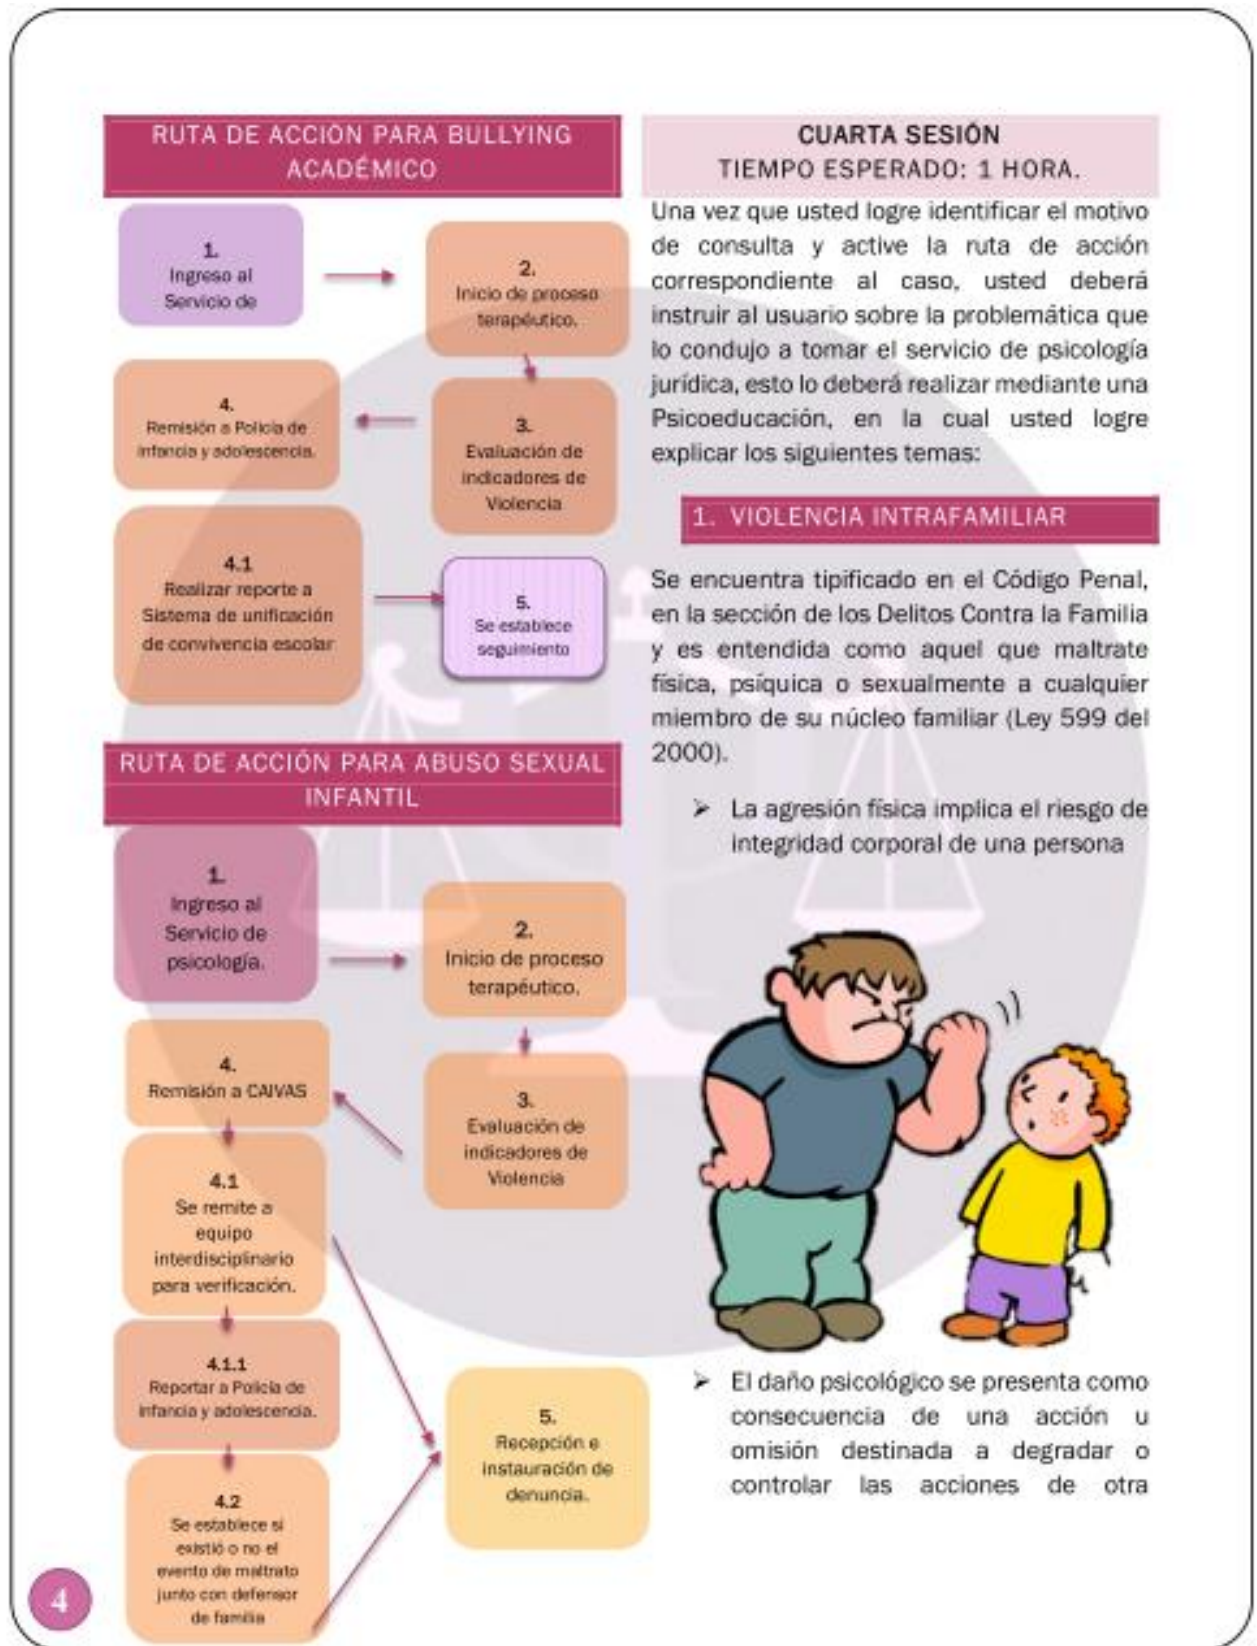 RUTA DE ACCIÓN PARA BULLYING
ACADÉMICO
1.
Ingreso al
Servicio de
2.
Inicio de proceso
terapéutico.
3.
Evaluación de
indicadores de
Violencia
4.
Remisión a Policía de
infancia y adolescencia.
4.1
Realizar reporte a
Sistema de unificación
de convivencia escolar
5.
Se establece
seguimiento
RUTA DE ACCIÓN PARA ABUSO SEXUAL
INFANTIL
1.
Ingreso al
Servicio de
psicología.
2.
Inicio de proceso
terapéutico.
3.
Evaluación de
indicadores de
Violencia
4.
Remisión a CAIVAS
4.1
Se remite a
equipo
interdisciplinario
para verificación.
4.1.1
Reportar a Policía de
infancia y adolescencia.
4.2
Se establece si
existió o no el
evento de maltrato
junto con defensor
de familia
5.
Recepción e
instauración de
denuncia.
CUARTA SESIÓN
TIEMPO ESPERADO: 1 HORA.
Una vez que usted logre identificar el motivo
de consulta y active la ruta de acción
correspondiente al caso, usted deberá
instruir al usuario sobre la problemática que
lo condujo a tomar el servicio de psicología
jurídica, esto lo deberá realizar mediante una
Psicoeducación, en la cual usted logre
explicar los siguientes temas:
1. VIOLENCIA INTRAFAMILIAR
Se encuentra tipificado en el Código Penal,
en la sección de los Delitos Contra la Familia
y es entendida como aquel que maltrate
física, psíquica o sexualmente a cualquier
miembro de su núcleo familiar (Ley 599 del
2000).
➢ La agresión física implica el riesgo de
integridad corporal de una persona
➢ El daño psicológico se presenta como
consecuencia de una acción u
omisión destinada a degradar o
controlar las acciones de otra
4